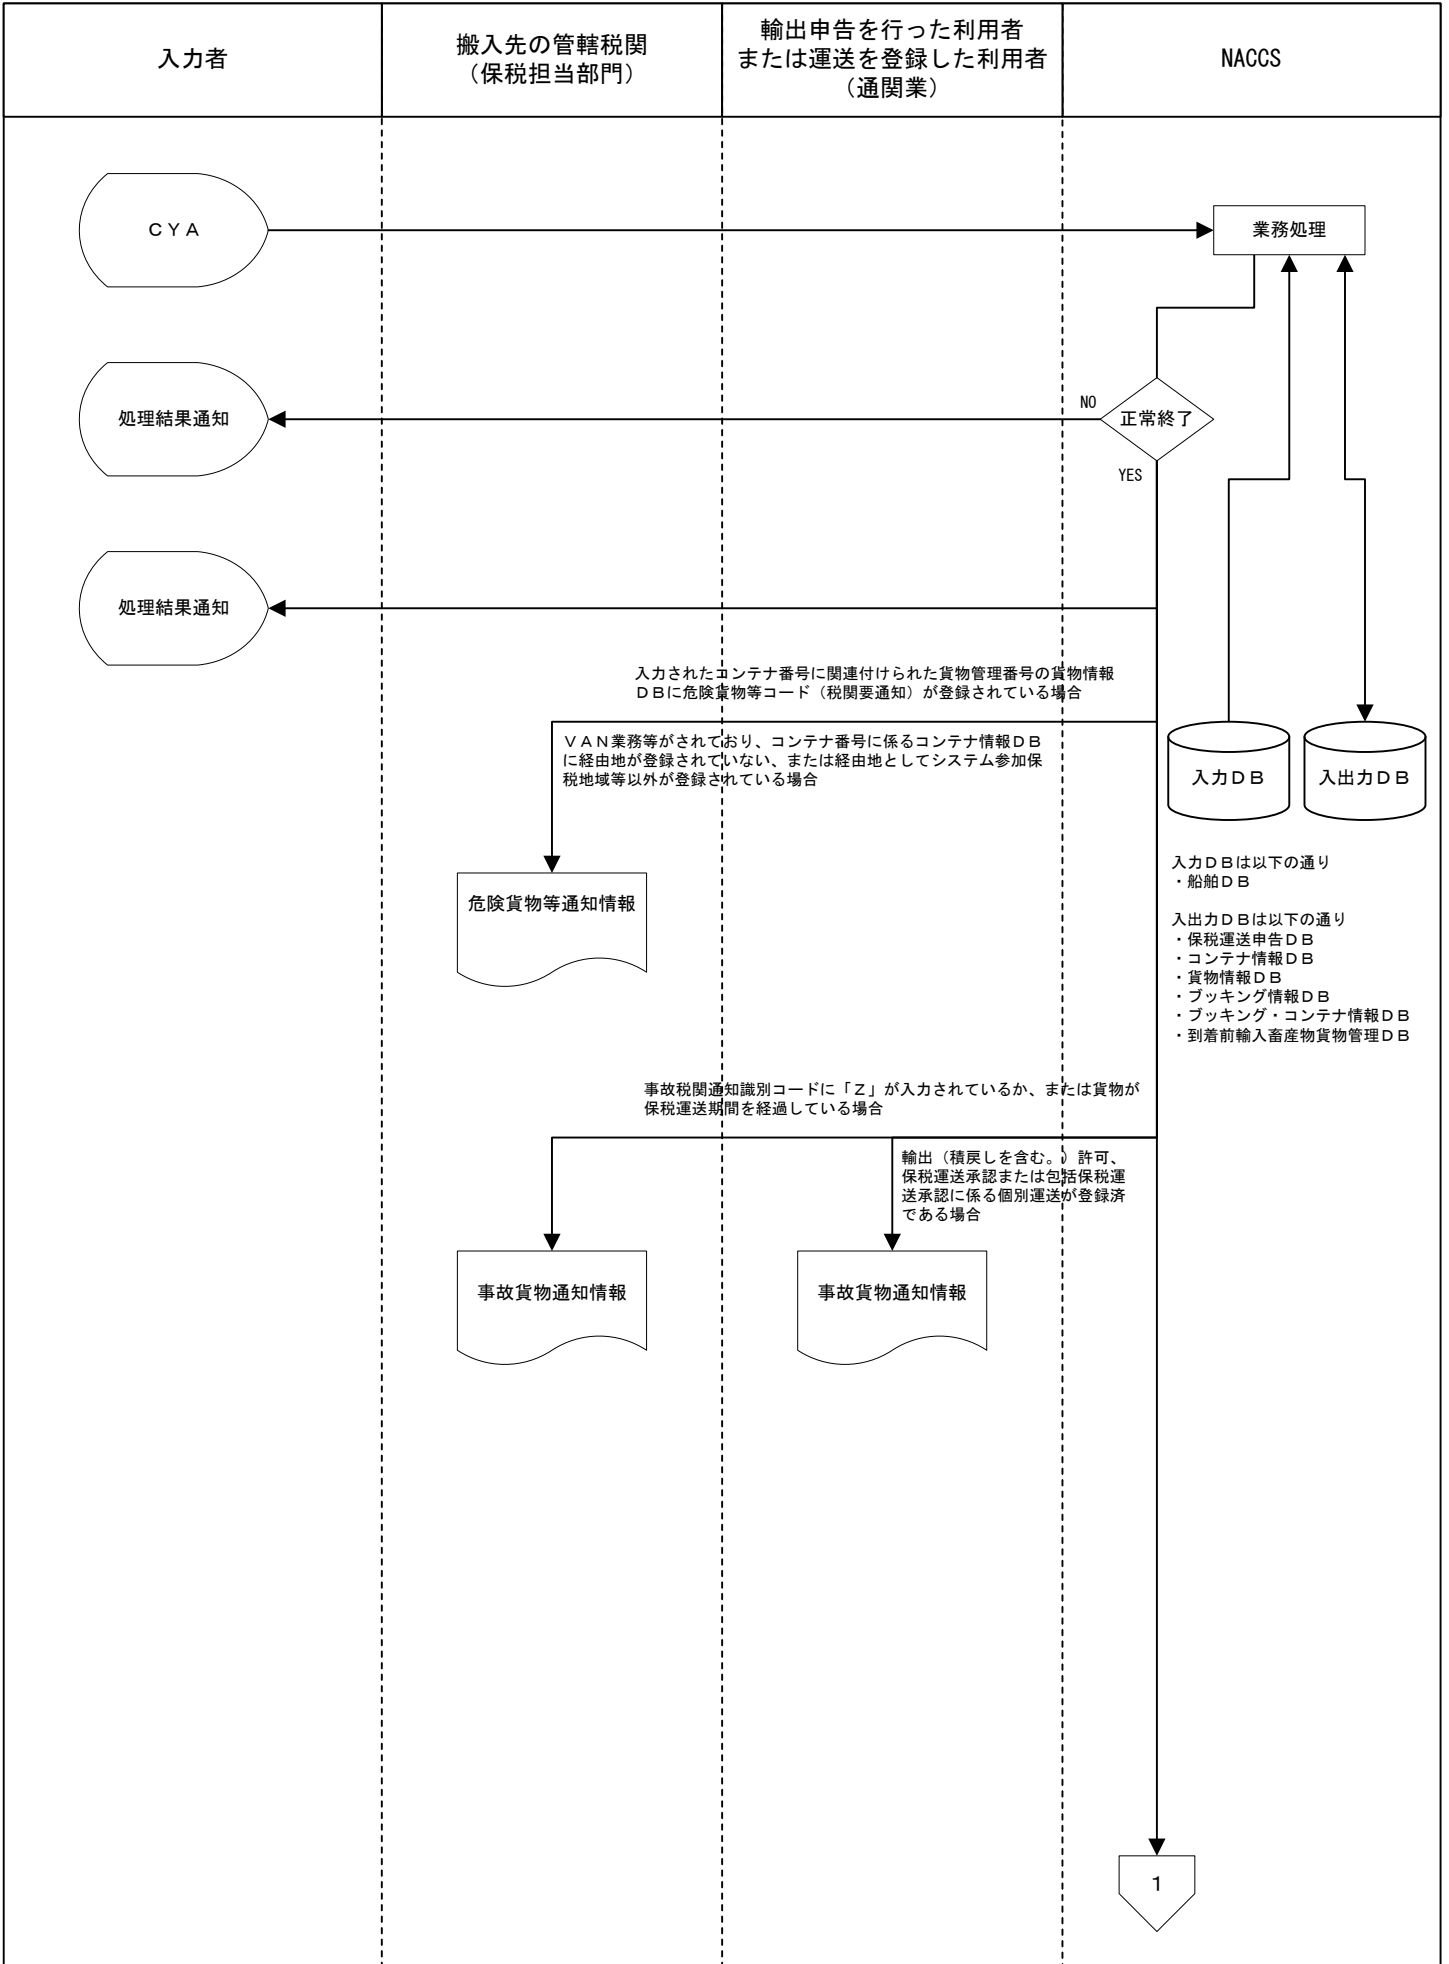 入力者
搬入先の管轄税関
（保税担当部門）
輸出申告を行った利用者
または運送を登録した利用者
（通関業）
NACCS
ＣＹＡ
業務処理
処理結果通知
NO
正常終了
YES
処理結果通知
入力されたコンテナ番号に関連付けられた貨物管理番号の貨物情報
ＤＢに危険貨物等コード（税関要通知）が登録されている場合
ＶＡＮ業務等がされており、コンテナ番号に係るコンテナ情報ＤＢ
に経由地が登録されていない、または経由地としてシステム参加保
税地域等以外が登録されている場合
入力ＤＢ
入出力ＤＢ
危険貨物等通知情報
入力ＤＢは以下の通り
・船舶ＤＢ
入出力ＤＢは以下の通り
・保税運送申告ＤＢ
・コンテナ情報ＤＢ
・貨物情報ＤＢ
・ブッキング情報ＤＢ
・ブッキング・コンテナ情報ＤＢ
・到着前輸入畜産物貨物管理ＤＢ
事故税関通知識別コードに「Ｚ」が入力されているか、または貨物が
保税運送期間を経過している場合
輸出（積戻しを含む。）許可、
保税運送承認または包括保税運
送承認に係る個別運送が登録済
である場合
事故貨物通知情報
事故貨物通知情報
１